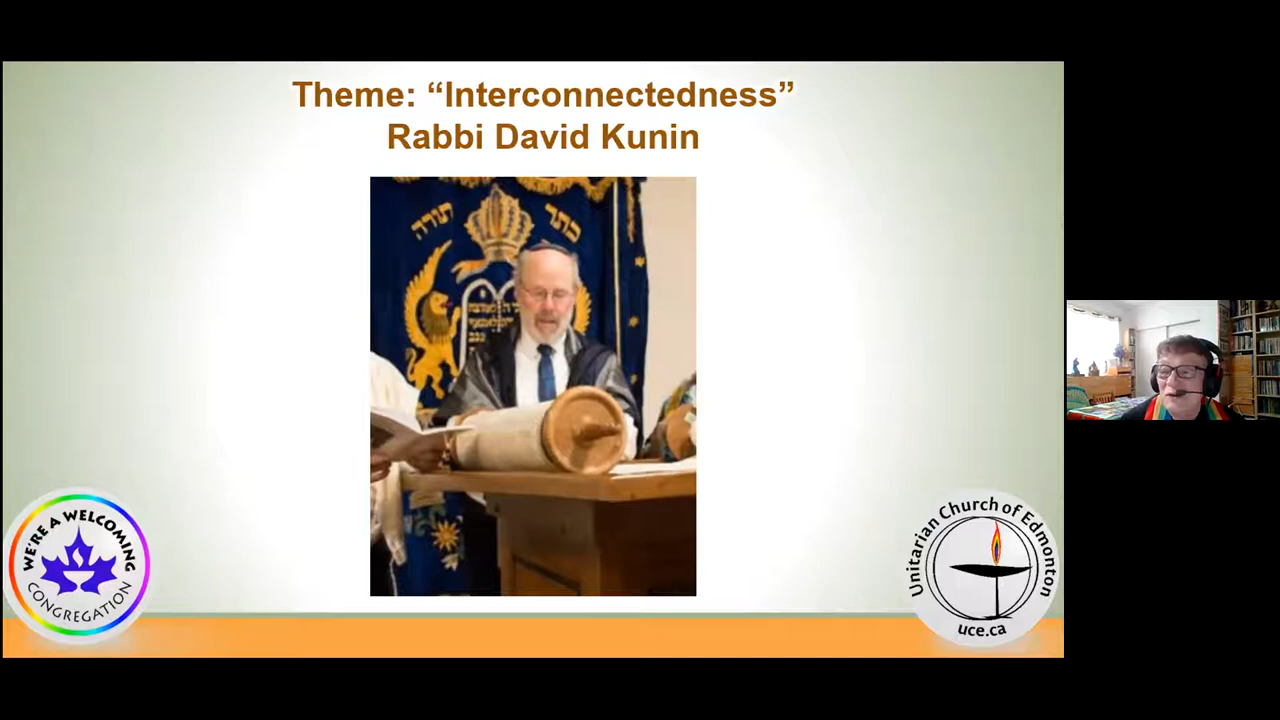 Theme: “Interconnectedness”
Rabbi David Kunin
כתר
תורה
WE'RE A WELCOMING
CONGREGATION
Unitarian Church of Edmonton
uce.ca